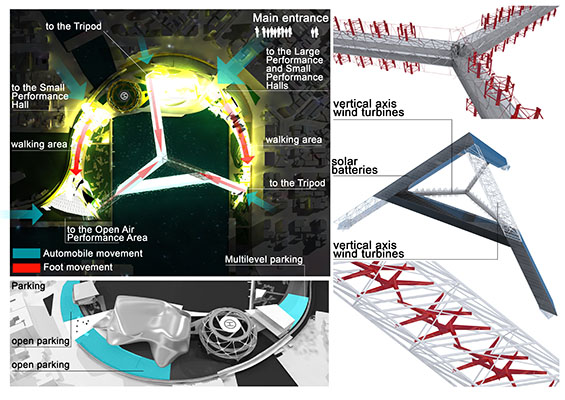 Main entrance
to the Tripod
to the Large
Performance
and Small
Performance
Halls
to the Small
Performance
Hall
walking area
walking area
to the Tripod
to the Open Air
Performance Area
Automobile movement
Foot movement
Multilevel parking
Parking
open parking
open parking
vertical axis
wind turbines
solar
batteries
vertical axis
wind turbines
H